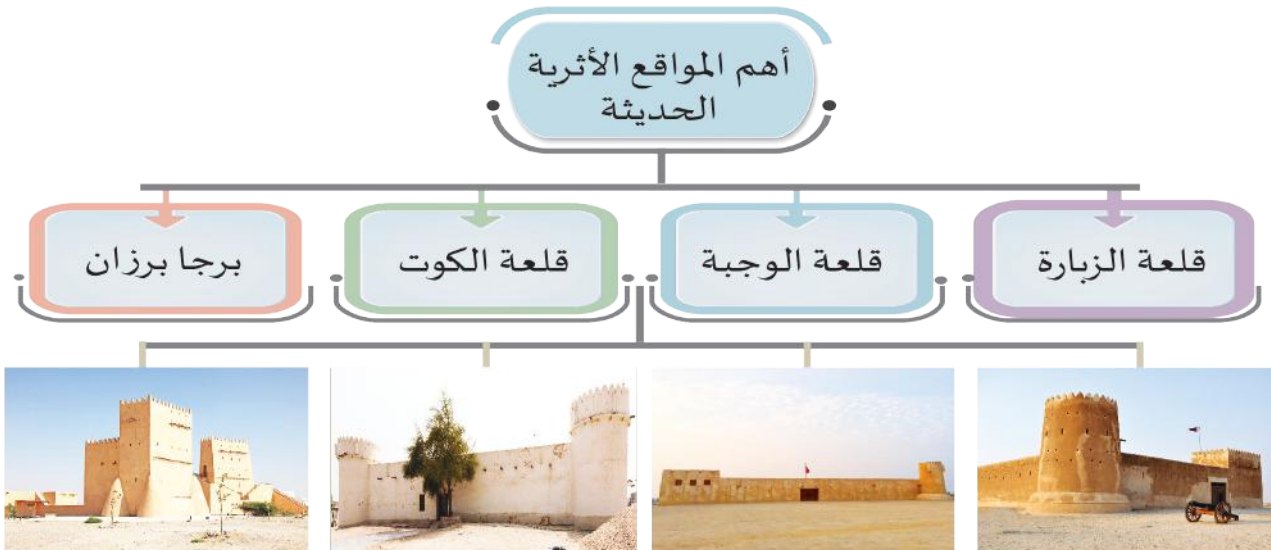 أهم المواقع الأثرية
الحديثة
قلعة الزبارة
قلعة الوجبة
قلعة الكوت
برجا برزان